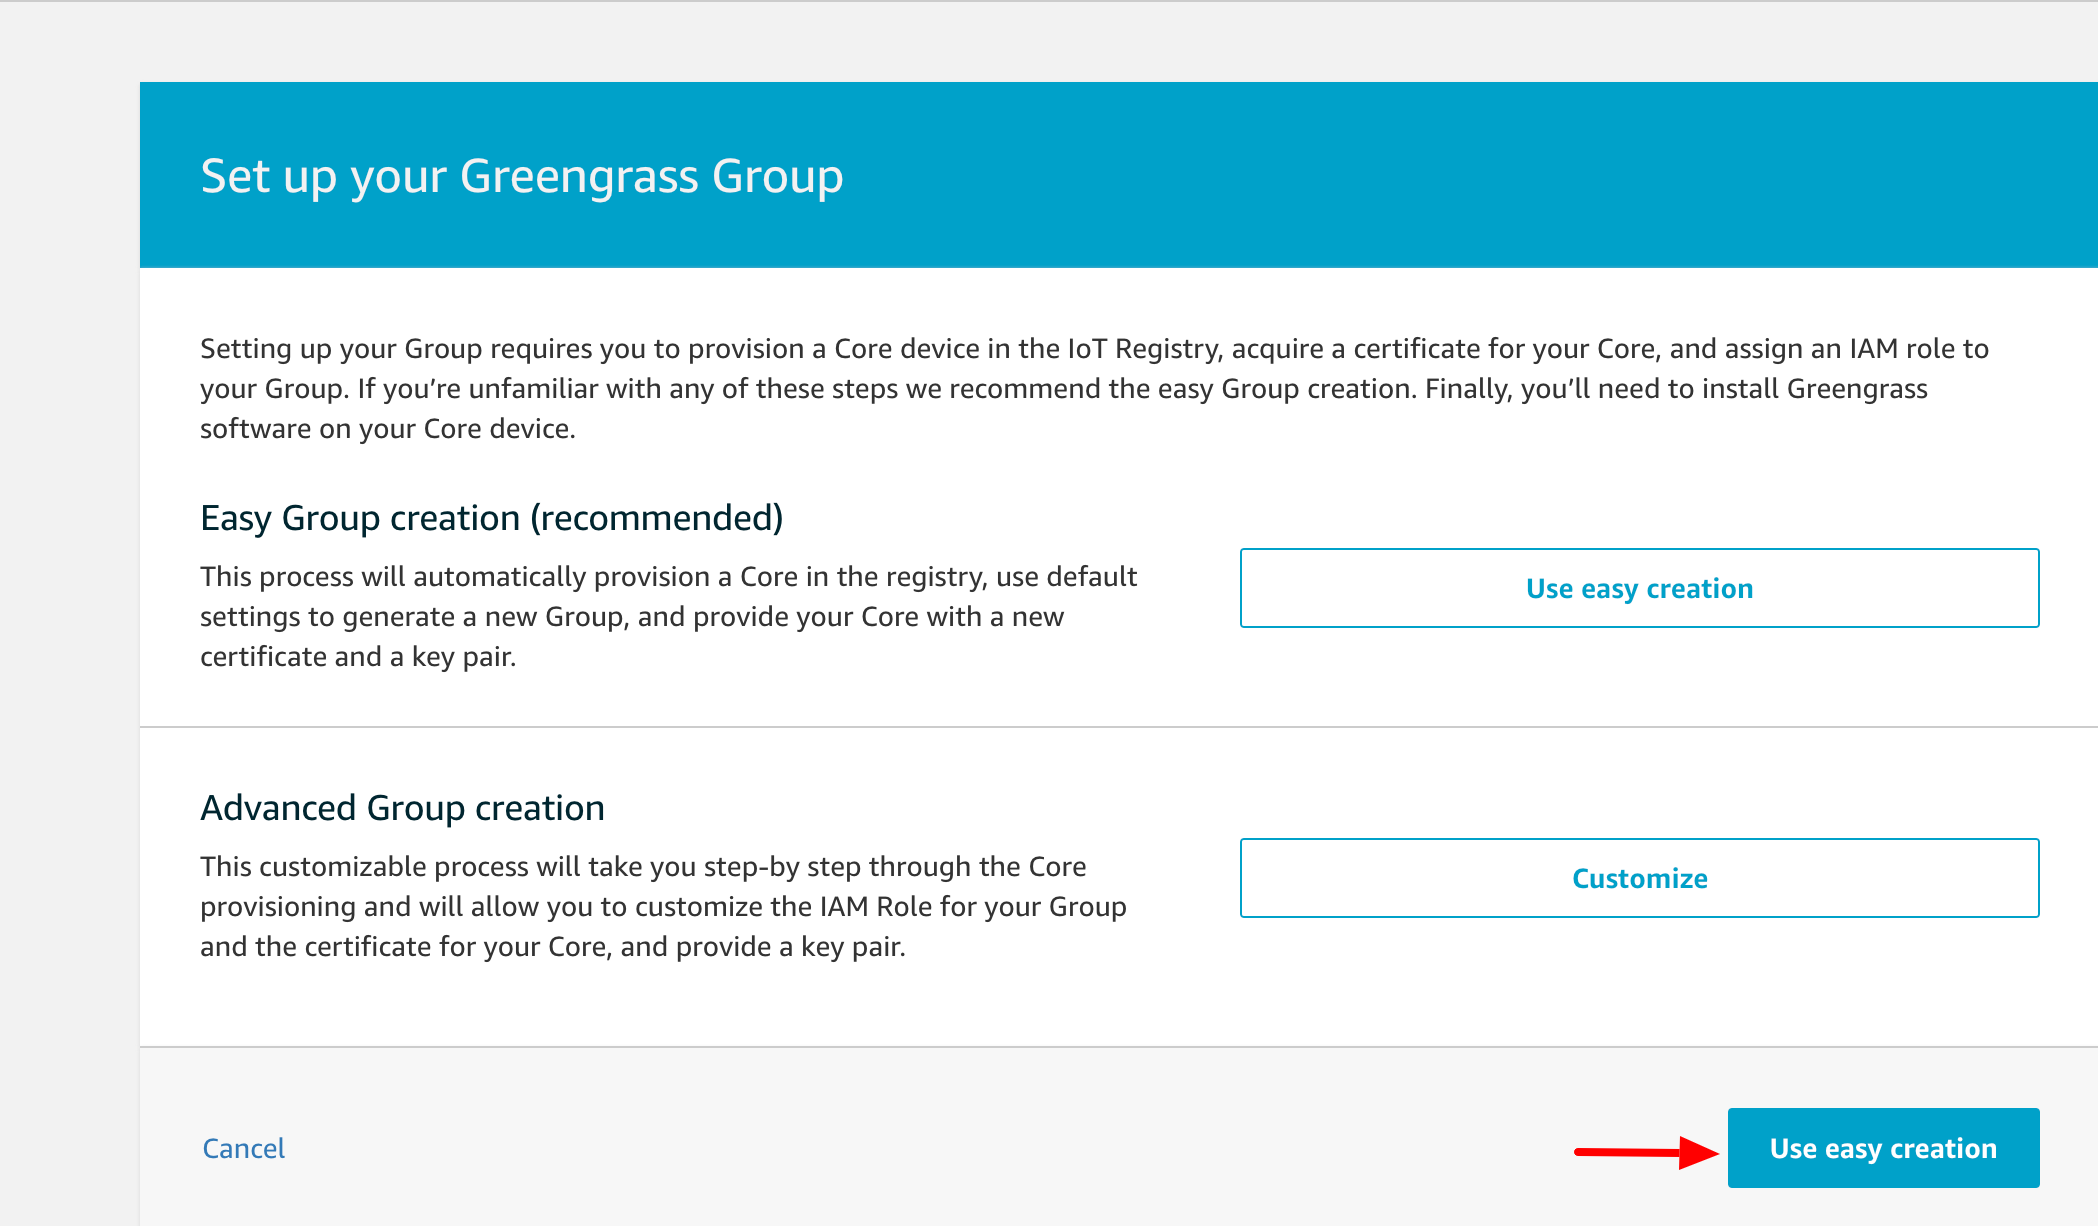 Set up your Greengrass Group
Setting up your Group requires you to provision a Core device in the IoT Registry, acquire a certificate for your Core, and assign an IAM role to
your Group. If you’re unfamiliar with any of these steps we recommend the easy Group creation. Finally, you’ll need to install Greengrass
software on your Core device.
Easy Group creation (recommended)
This process will automatically provision a Core in the registry, use default
settings to generate a new Group, and provide your Core with a new
certificate and a key pair.
Use easy creation
Advanced Group creation
This customizable process will take you step-by step through the Core
provisioning and will allow you to customize the IAM Role for your Group
and the certificate for your Core, and provide a key pair.
Customize
Cancel
Use easy creation